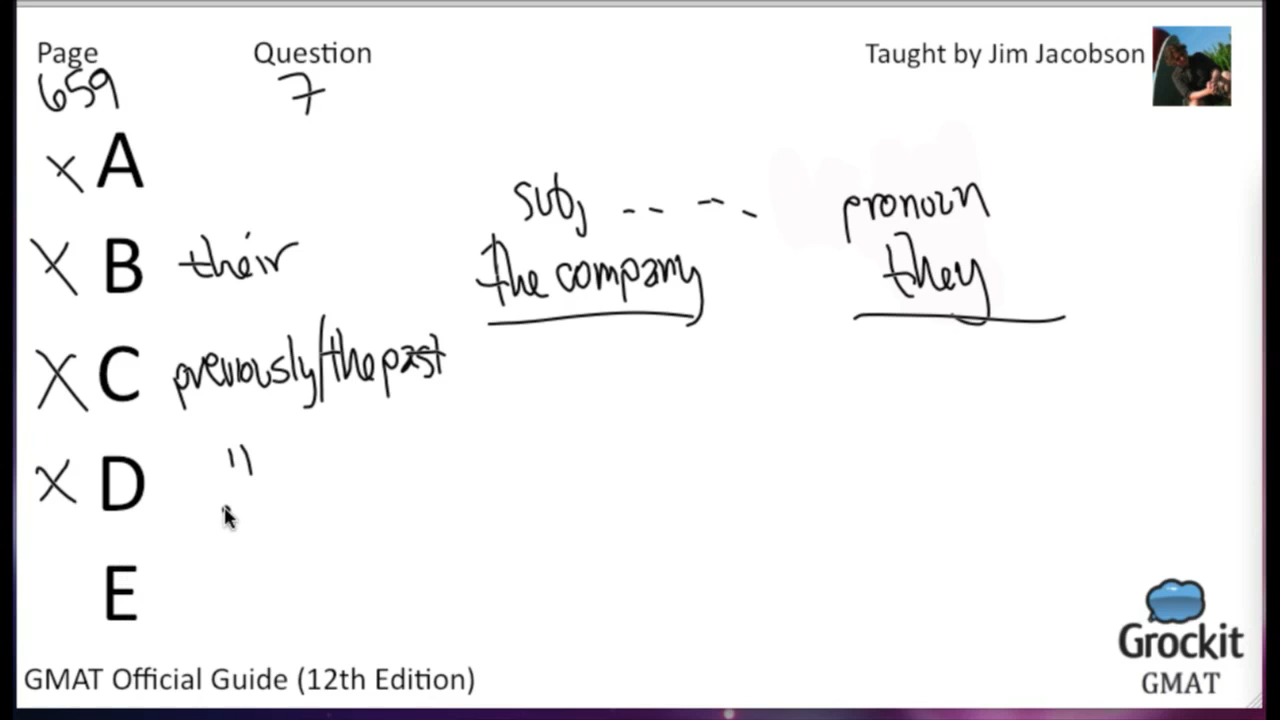 Page Question Taught by Jim Jacobson
659 7
X A
sub, -- -- pronoun
X B their the company they
X C previously/the past
X D "
E
GMAT Official Guide (12th Edition)
Grockit
GMAT